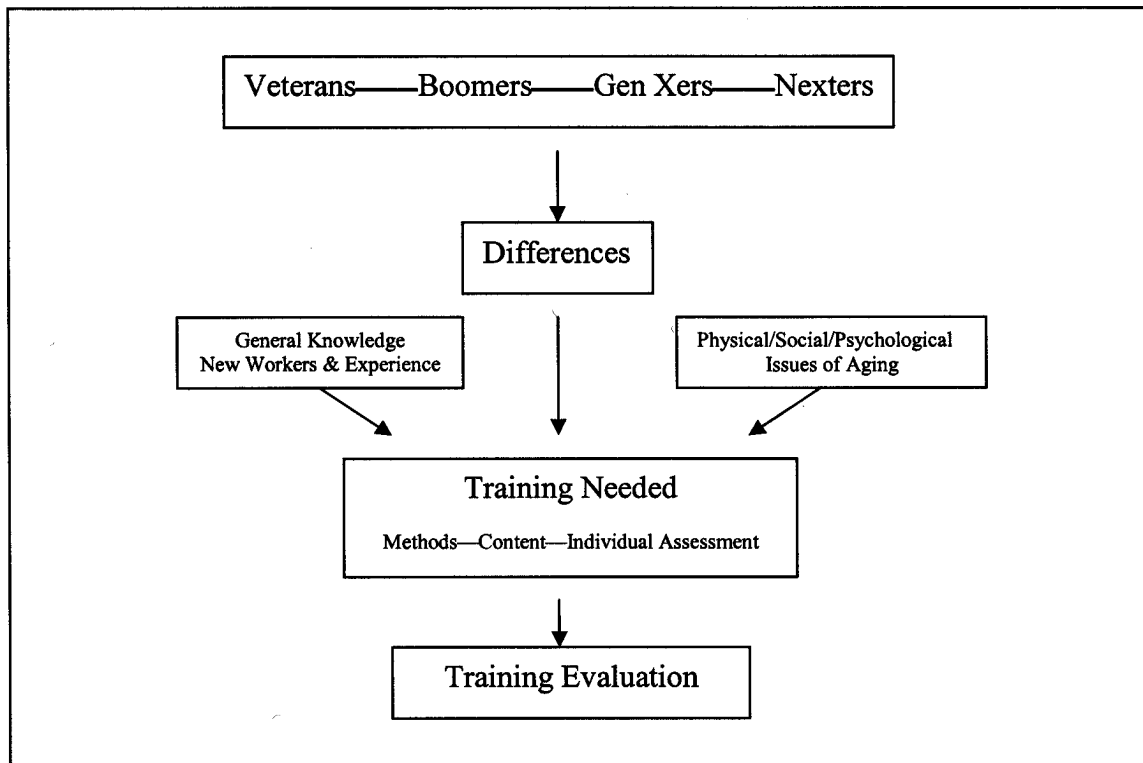 Veterans——Boomers——Gen Xers——Nexters
Differences
General Knowledge
New Workers & Experience
Physical/Social/Psychological
Issues of Aging
Training Needed
Methods—Content—Individual Assessment
Training Evaluation